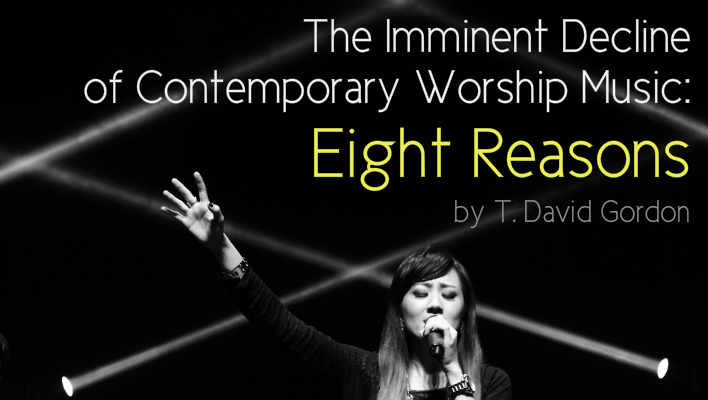 The Imminent Decline
of Contemporary Worship Music:
Eight Reasons
by T. David Gordon